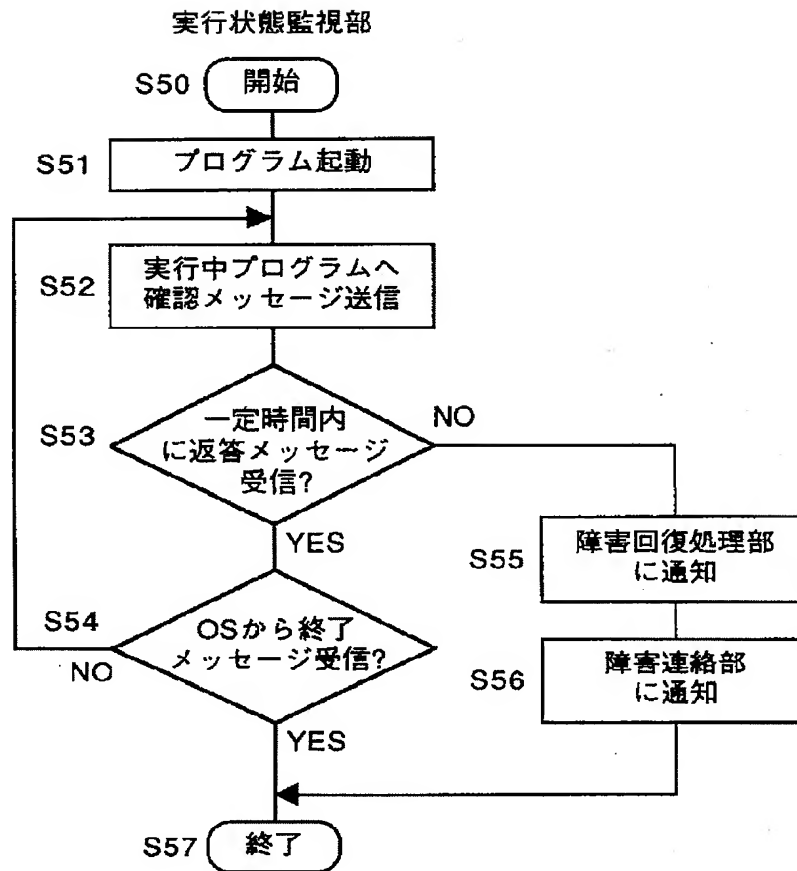 実行状態監視部
S50
開始
S51
プログラム起動
S52
実行中プログラムへ
確認メッセージ送信
S53
一定時間内
に返答メッセージ
受信?
NO
YES
S54
OSから終了
メッセージ受信?
NO
YES
S55
障害回復処理部
に通知
S56
障害連絡部
に通知
S57
終了